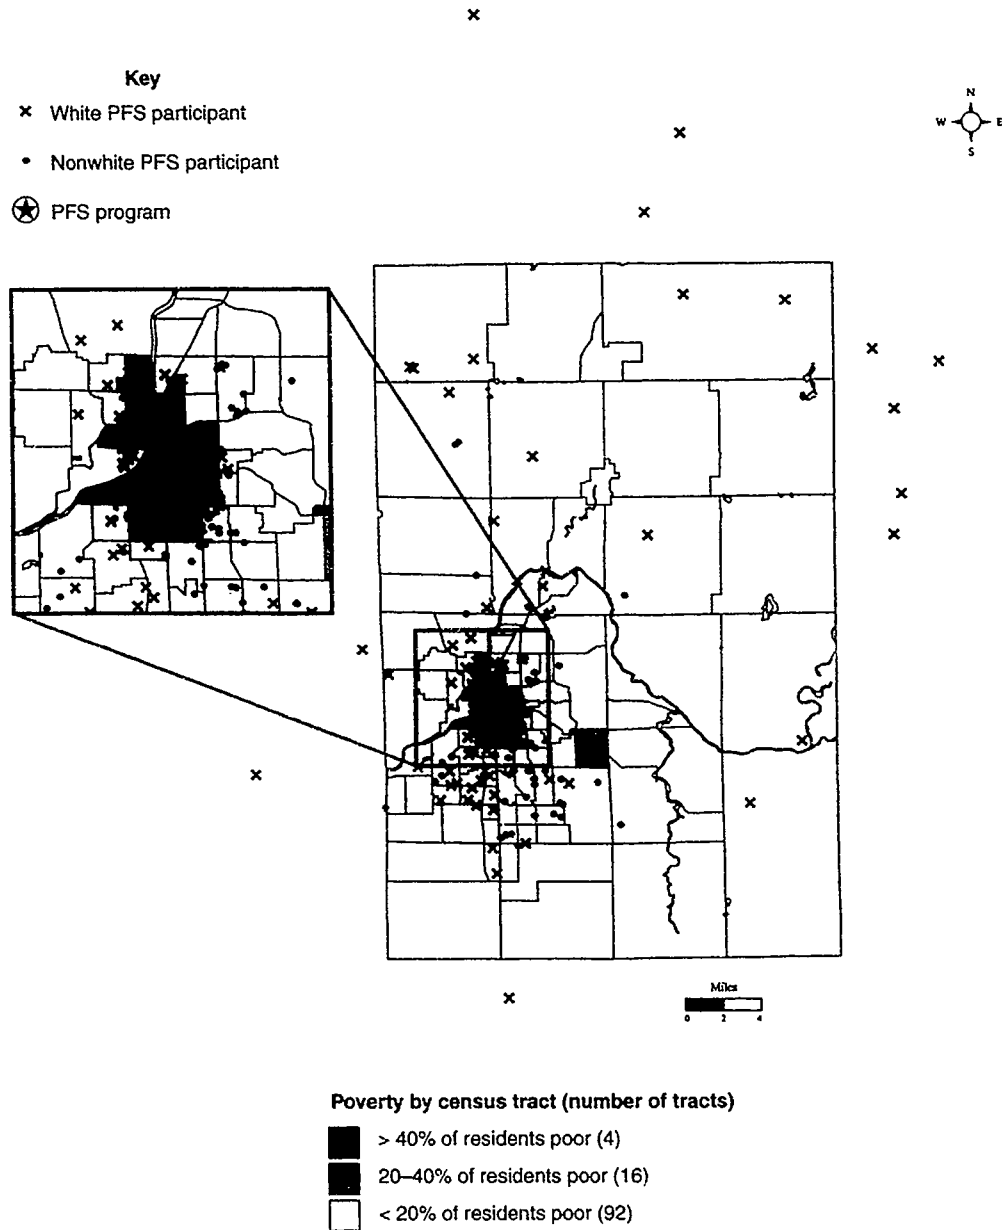 Key
White PFS participant
Nonwhite PFS participant
PFS program
N
W E
S
Miles
0 2 4
Poverty by census tract (number of tracts)
> 40% of residents poor (4)
20–40% of residents poor (16)
< 20% of residents poor (92)